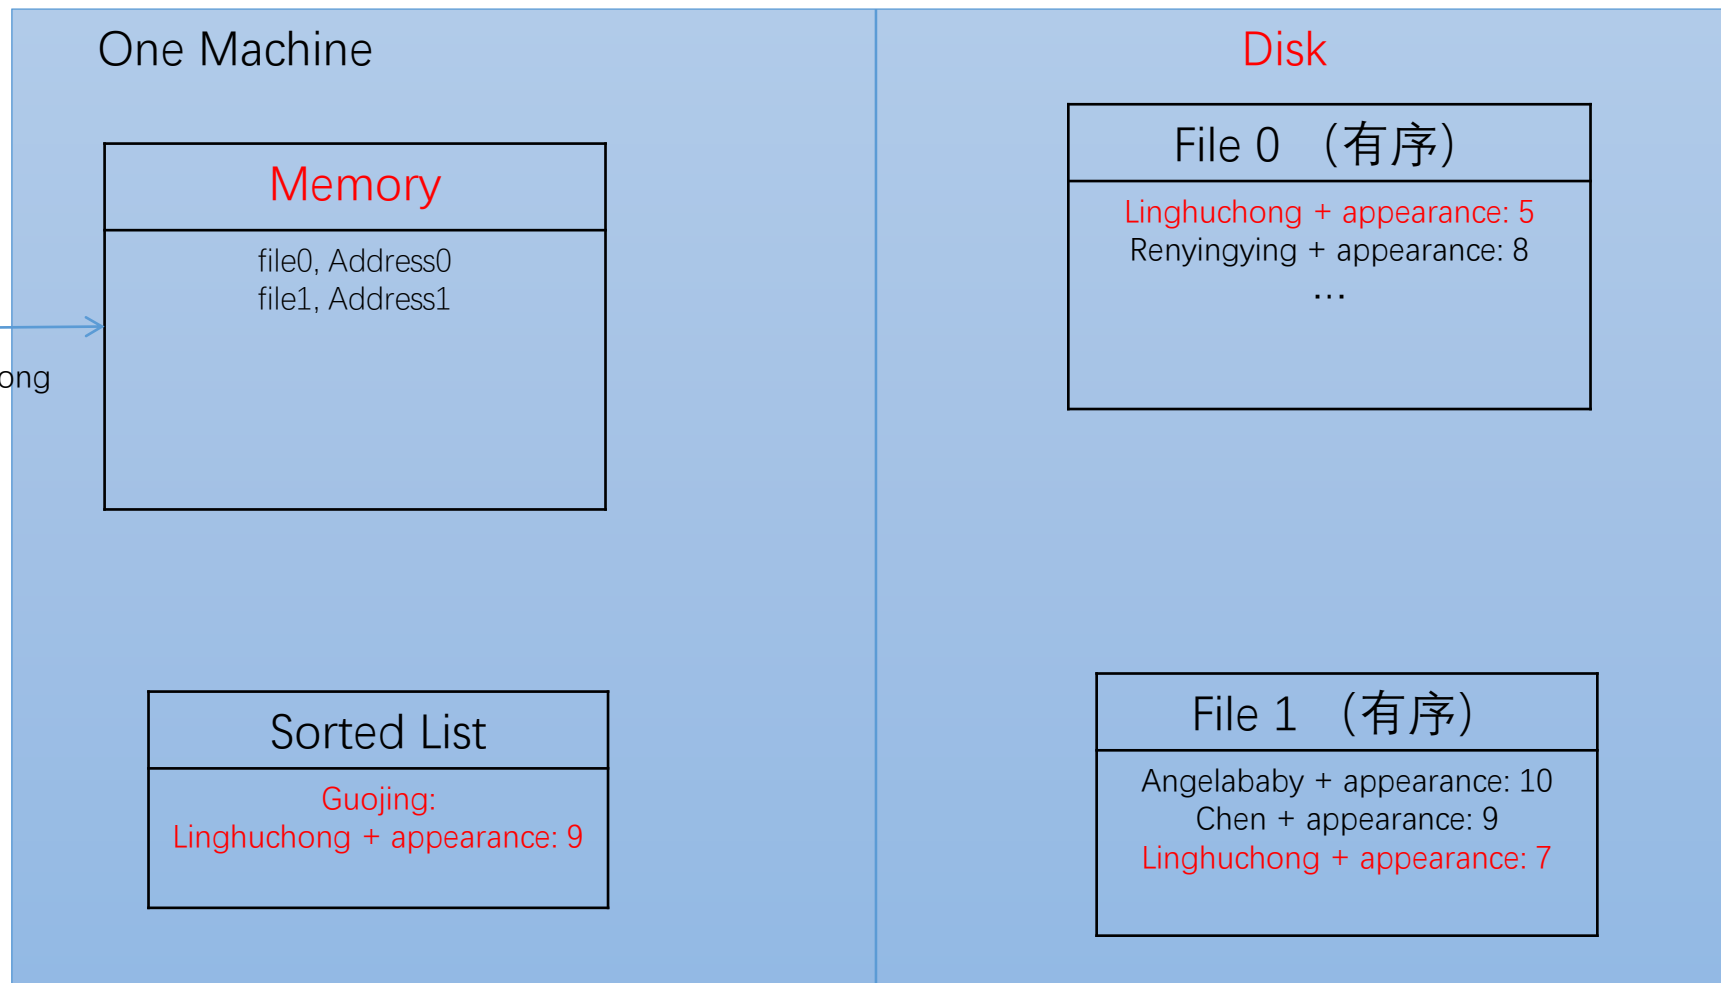 One Machine
Memory
file0, Address0
file1, Address1
ong
Sorted List
Guojing:
Linghuchong + appearance: 9
Disk
File 0 （有序）
Linghuchong + appearance: 5
Renyingying + appearance: 8
…
File 1 （有序）
Angelababy + appearance: 10
Chen + appearance: 9
Linghuchong + appearance: 7